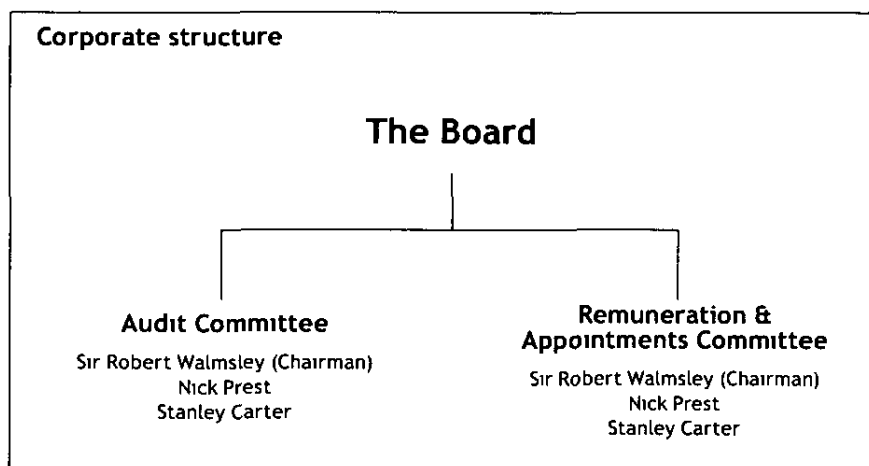 Corporate structure
The Board
Audit Committee
Sir Robert Walmsley (Chairman)
Nick Prest
Stanley Carter
Remuneration &
Appointments Committee
Sir Robert Walmsley (Chairman)
Nick Prest
Stanley Carter